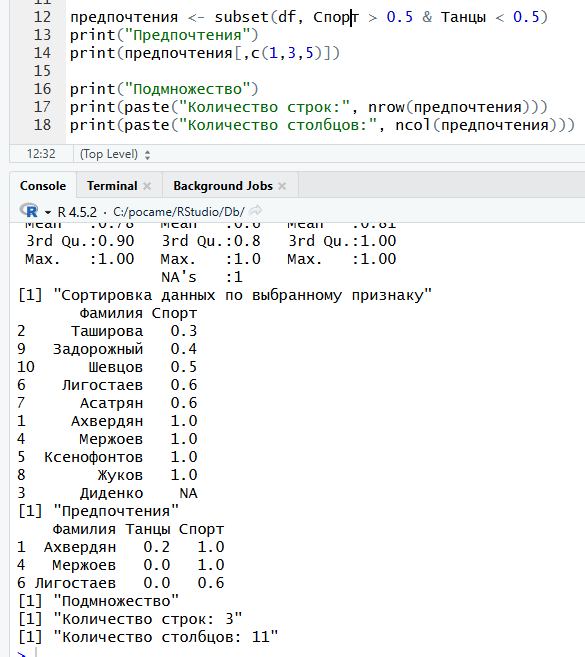 12 предпочтения <- subset(df, Спорт > 0.5 & Танцы < 0.5)
13 print("Предпочтения")
14 print(предпочтения[,c(1,3,5)])
15
16 print("Подмножество")
17 print(paste("Количество строк:", nrow(предпочтения)))
18 print(paste("Количество столбцов:", ncol(предпочтения)))
12:32 (Top Level)
Console Terminal Background Jobs
R 4.5.2 · C:/pocame/RStudio/Db/
Mean :0.78 Mean :0.6 Mean :0.81
3rd Qu.:0.90 3rd Qu.:0.8 3rd Qu.:1.00
Max. :1.00 Max. :1.0 Max. :1.00
NA's :1
[1] "Сортировка данных по выбранному признаку"
Фамилия Спорт
2 Таширова 0.3
9 Задорожный 0.4
10 Шевцов 0.5
6 Лигостаев 0.6
7 Асатрян 0.6
1 Ахвердян 1.0
4 Мержоев 1.0
5 Ксенофонтов 1.0
8 Жуков 1.0
3 Диденко NA
[1] "Предпочтения"
Фамилия Танцы Спорт
1 Ахвердян 0.2 1.0
4 Мержоев 0.0 1.0
6 Лигостаев 0.0 0.6
[1] "Подмножество"
[1] "Количество строк: 3"
[1] "Количество столбцов: 11"
>